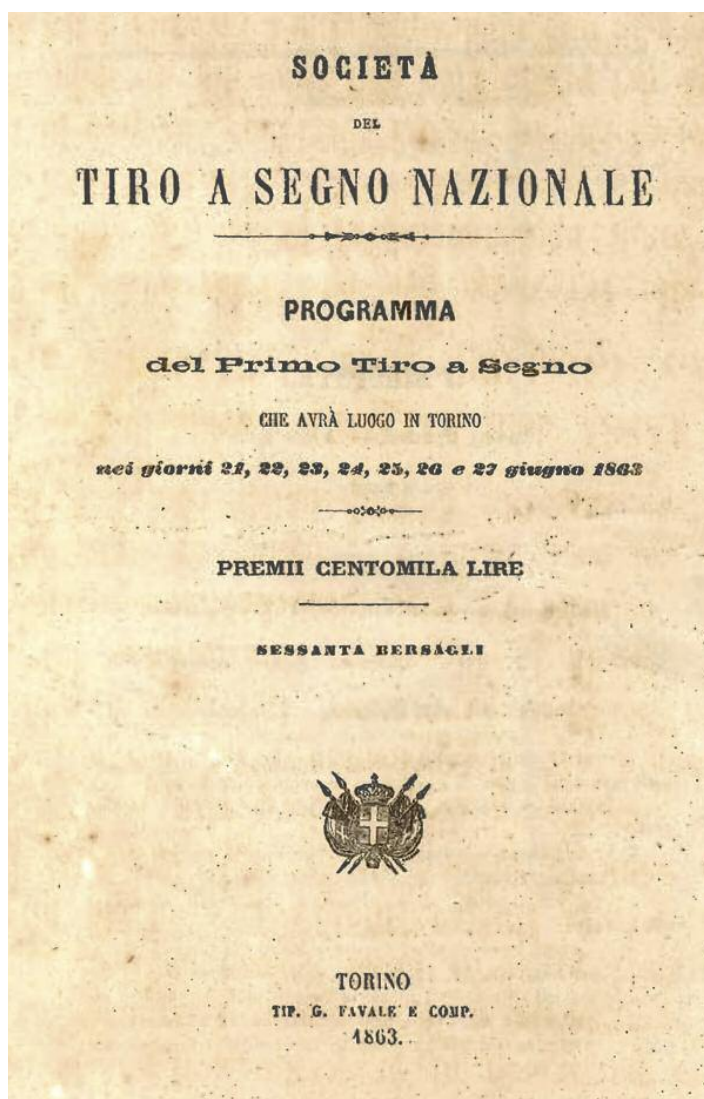 SOCIETÀ
DEL
TIRO A SEGNO NAZIONALE
PROGRAMMA
del Primo Tiro a Segno
CHE AVRÀ LUOGO IN TORINO
nei giorni 21, 22, 23, 24, 25, 26 e 27 giugno 1863
PREMII CENTOMILA LIRE
SESSANTA BERSAGLI
TORINO
TIP. G. FAVALE E COMP.
1863.